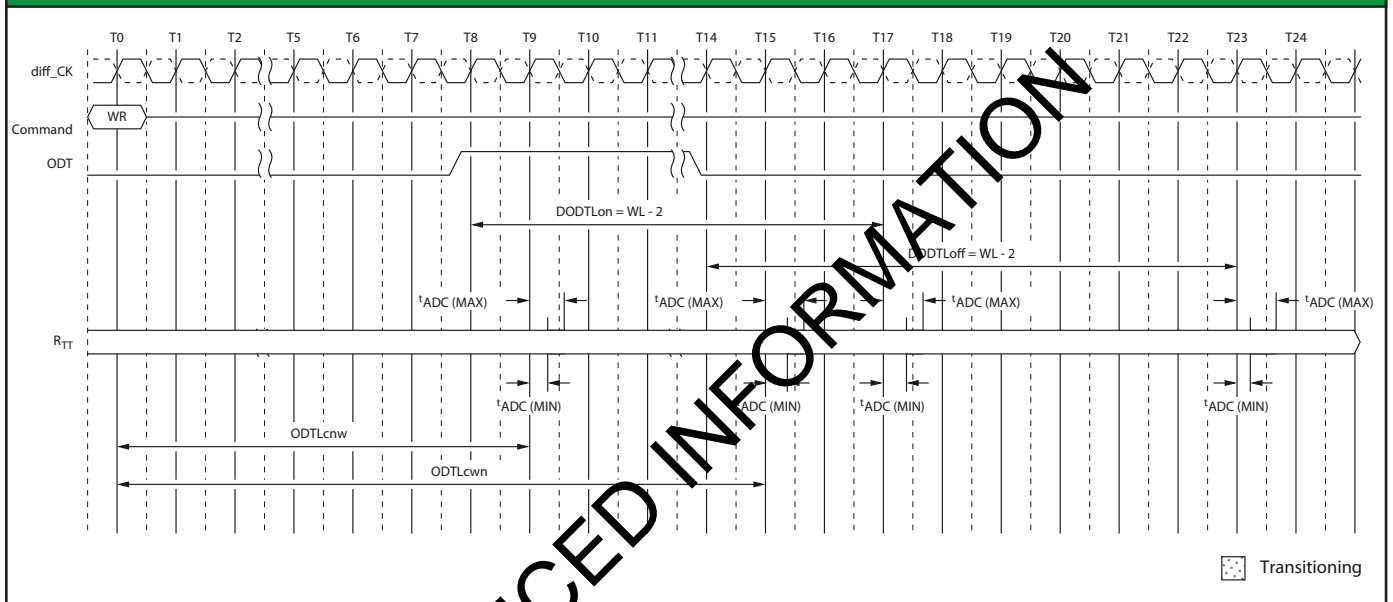 T0 T1 T2 T5 T6 T7 T8 T9 T10 T11 T14 T15 T16 T17 T18 T19 T20 T21 T22 T23 T24
diff_CK
WR
Command
ODT
DODTLon = WL - 2
DODTLoff = WL - 2
tADC (MAX) tADC (MAX) tADC (MAX) tADC (MAX)
RTT
tADC (MIN) ADC (MIN) tADC (MIN) tADC (MIN)
ODTLcnw
ODTLcwn
NCED INFORMATION
Transitioning